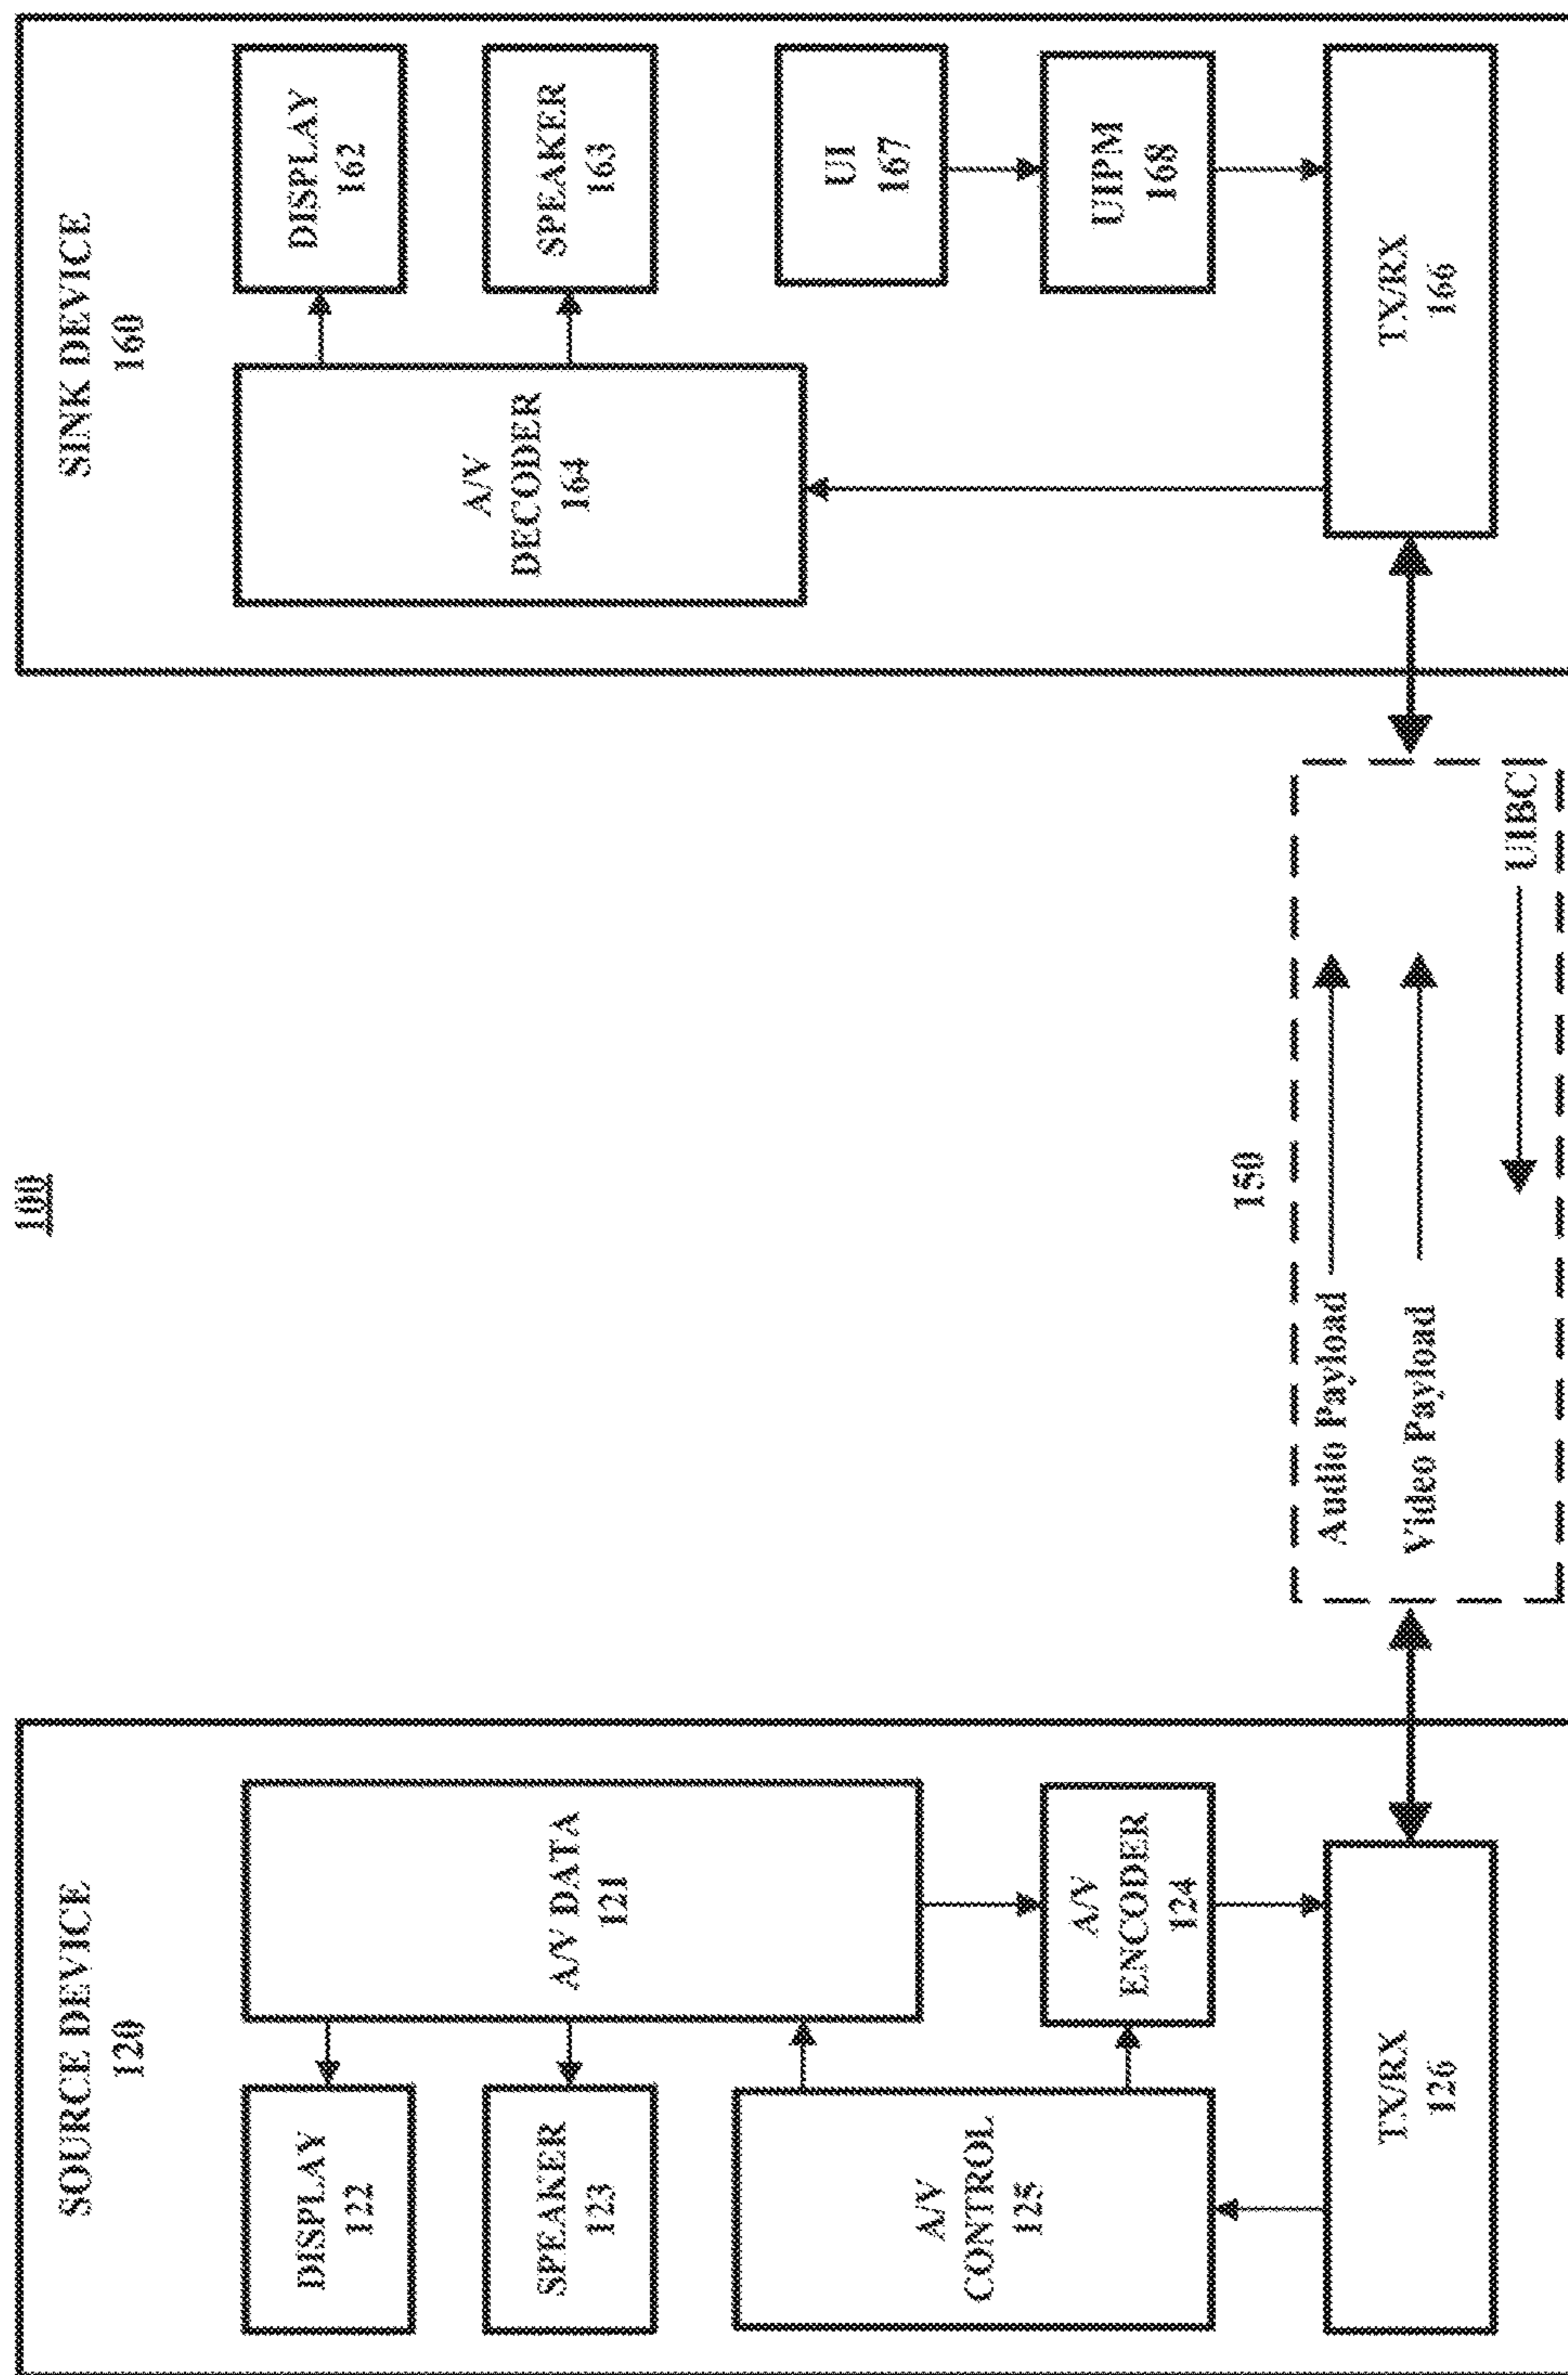 100
SOURCE DEVICE
120
DISPLAY
122
SPEAKER
123
A/V
CONTROL
125
A/V DATA
121
A/V
ENCODER
124
TX/RX
126
150
Audio Payload
Video Payload
UIBC
SINK DEVICE
160
A/V
DECODER
164
DISPLAY
162
SPEAKER
163
UI
167
UIPM
168
TX/RX
166